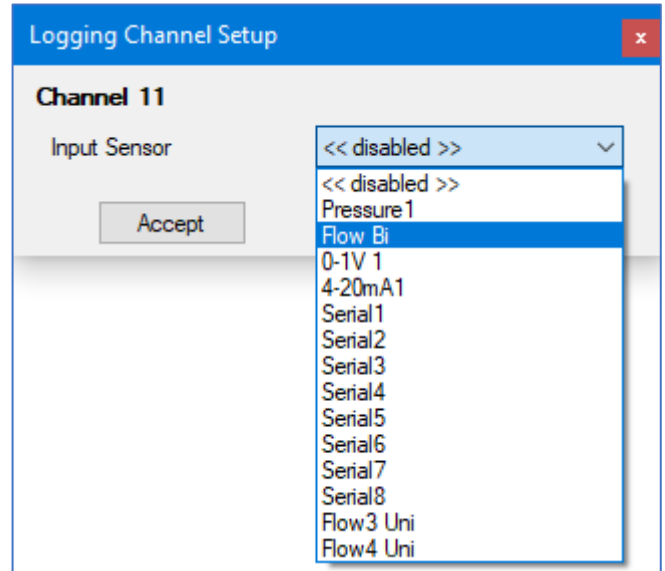 Logging Channel Setup
x
Channel 11
Input Sensor
<< disabled >>
<< disabled >>
Pressure1
Accept
Flow Bi
0-1V 1
4-20mA1
Serial1
Serial2
Serial3
Serial4
Serial5
Serial6
Serial7
Serial8
Flow3 Uni
Flow4 Uni